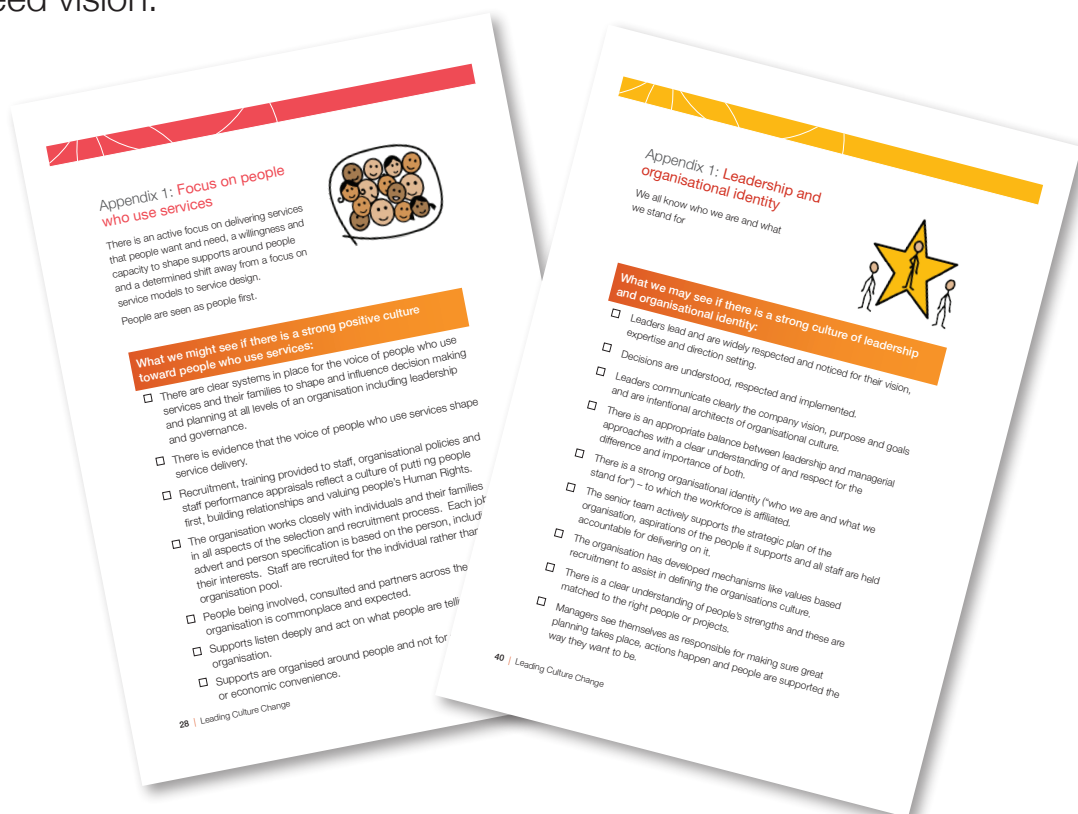 eed vision.
Appendix 1: Focus on people
who use services
There is an active focus on delivering services
that people want and need, a willingness and
capacity to shape supports around people
and a determined shift away from a focus on
service models to service design.
People are seen as people first.
What we might see if there is a strong positive culture
toward people who use services:
There are clear systems in place for the voice of people who use
services and their families to shape and influence decision making
and planning at all levels of an organisation including leadership
and governance.
There is evidence that the voice of people who use services shape
service delivery.
Recruitment, training provided to staff, organisational policies and
staff performance appraisals reflect a culture of putti ng people
first, building relationships and valuing people's Human Rights.
The organisation works closely with individuals and their families
in all aspects of the selection and recruitment process. Each job
advert and person specification is based on the person, includi
their interests. Staff are recruited for the individual rather than
organisation pool.
People being involved, consulted and partners across the
organisation is commonplace and expected.
Supports listen deeply and act on what people are telli
organisation.
Supports are organised around people and not for
or economic convenience.
28 | Leading Culture Change
Appendix 1: Leadership and
organisational identity
We all know who we are and what
we stand for
What we may see if there is a strong culture of leadership
and organisational identity:
Leaders lead and are widely respected and noticed for their vision,
expertise and direction setting.
Decisions are understood, respected and implemented.
Leaders communicate clearly the company vision, purpose and goals
and are intentional architects of organisational culture.
There is an appropriate balance between leadership and managerial
approaches with a clear understanding of and respect for the
difference and importance of both.
There is a strong organisational identity ("who we are and what we
stand for") – to which the workforce is affiliated.
The senior team actively supports the strategic plan of the
organisation, aspirations of the people it supports and all staff are held
accountable for delivering on it.
The organisation has developed mechanisms like values based
recruitment to assist in defining the organisations culture.
There is a clear understanding of people's strengths and these are
matched to the right people or projects.
Managers see themselves as responsible for making sure great
planning takes place, actions happen and people are supported the
way they want to be.
40 | Leading Culture Change